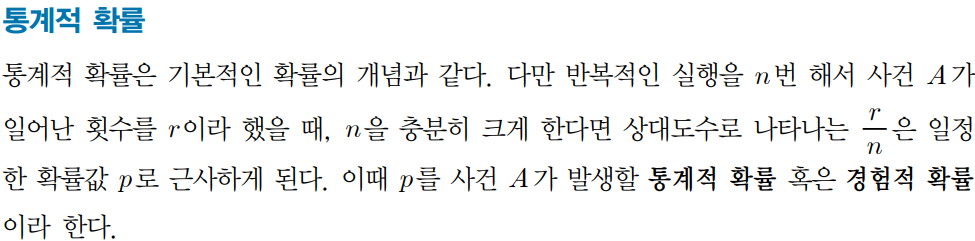 통계적 확률
통계적 확률은 기본적인 확률의 개념과 같다. 다만 반복적인 실행을 n번 해서 사건 A가
일어난 횟수를 r이라 했을 때, n을 충분히 크게 한다면 상대도수로 나타나는 r/n은 일정
한 확률값 p로 근사하게 된다. 이때 p를 사건 A가 발생할 통계적 확률 혹은 경험적 확률
이라 한다.